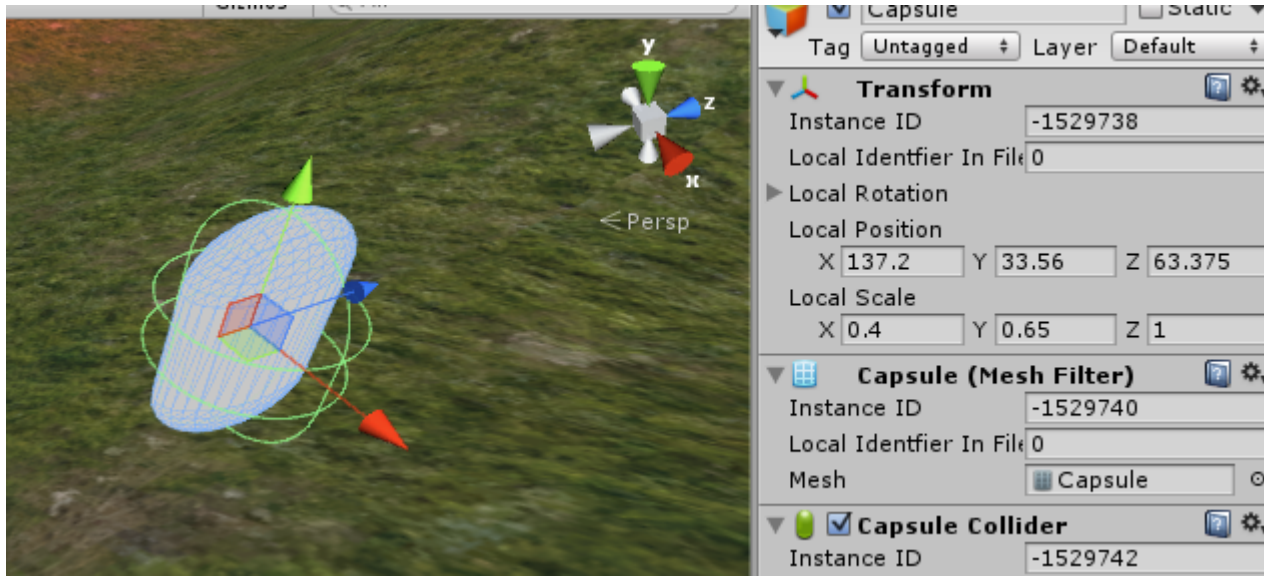 Gizmos
Capsule
Static
Tag Untagged Layer Default
y
z
x
Persp
Transform
Instance ID -1529738
Local Identfier In File 0
Local Rotation
Local Position
X 137.2 Y 33.56 Z 63.375
Local Scale
X 0.4 Y 0.65 Z 1
Capsule (Mesh Filter)
Instance ID -1529740
Local Identfier In File 0
Mesh Capsule
Capsule Collider
Instance ID -1529742